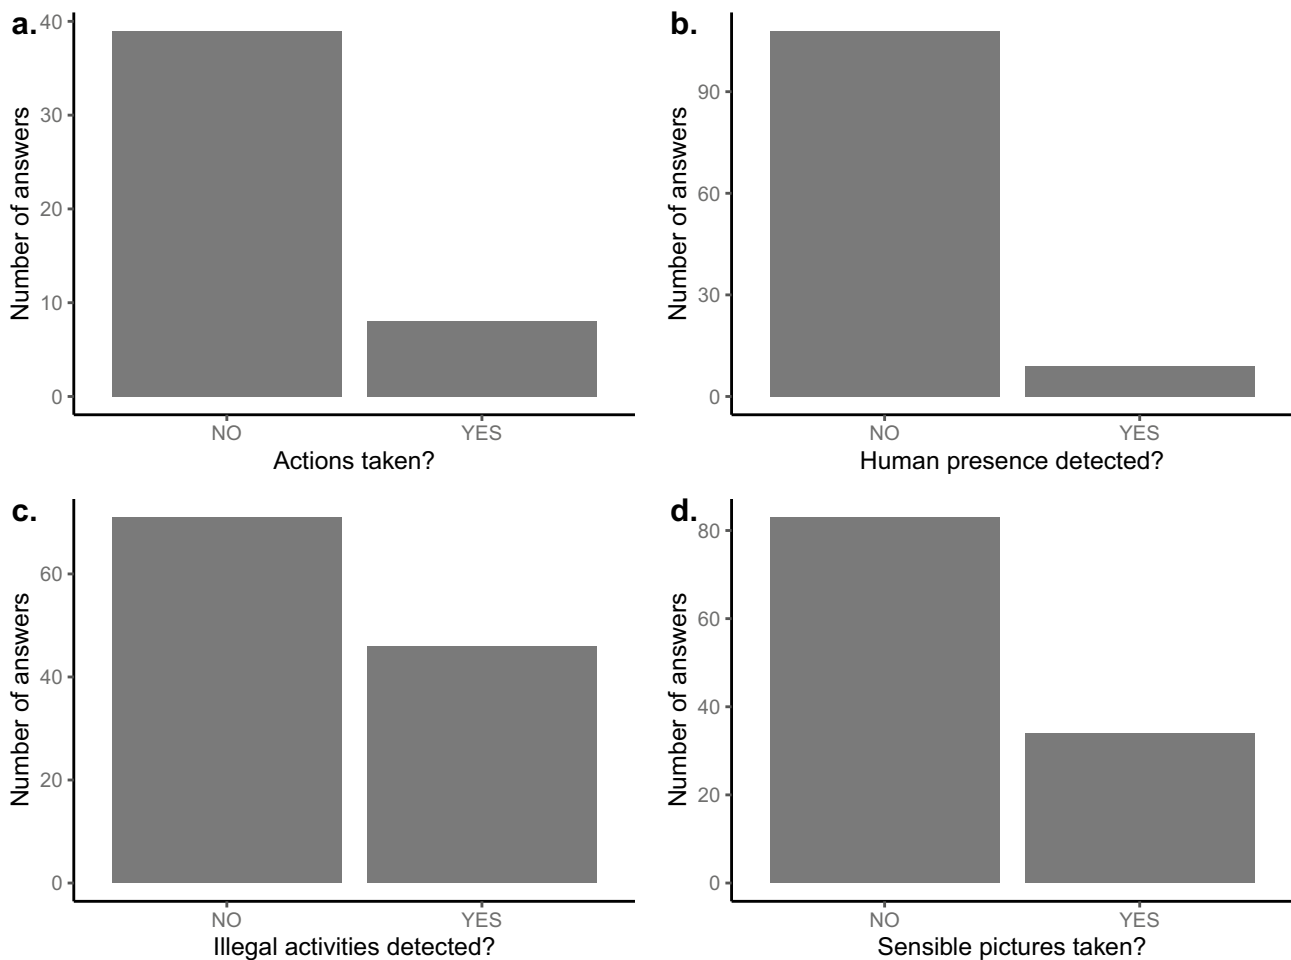 a.
Number of answers
40
30
20
10
0
NO YES
Actions taken?
b.
Number of answers
90
60
30
0
NO YES
Human presence detected?
c.
Number of answers
60
40
20
0
NO YES
Illegal activities detected?
d.
Number of answers
80
60
40
20
0
NO YES
Sensible pictures taken?